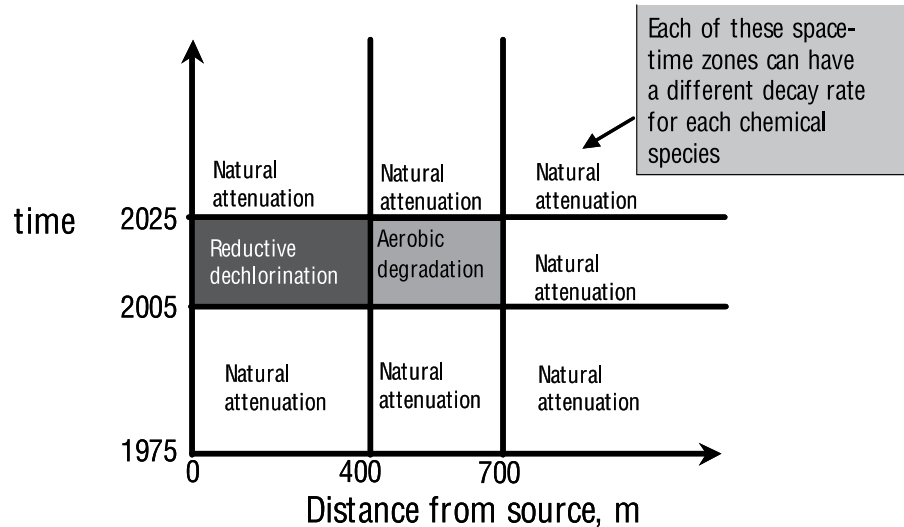 Each of these space-
time zones can have
a different decay rate
for each chemical
species
Natural
attenuation
Natural
attenuation
Natural
attenuation
time
2025
Reductive
dechlorination
Aerobic
degradation
Natural
attenuation
2005
Natural
attenuation
Natural
attenuation
Natural
attenuation
1975
0
400
700
Distance from source, m